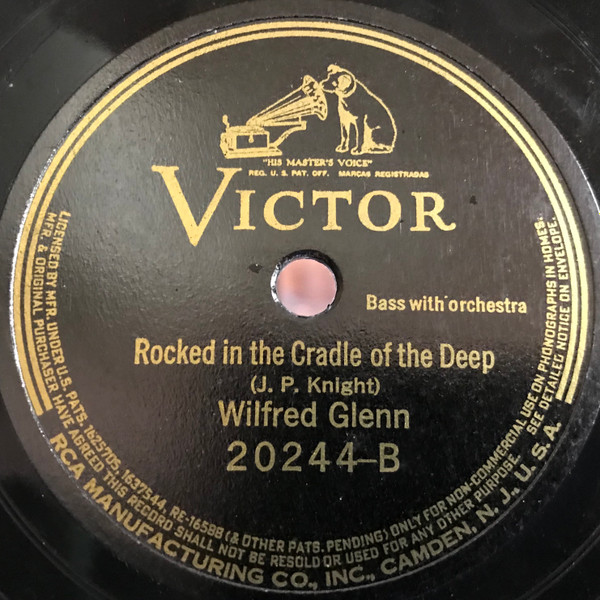 "HIS MASTER'S VOICE"
REG. U. S. PAT. OFF. MARCAS REGISTRADAS
VICTOR
Bass with orchestra
Rocked in the Cradle of the Deep
(J. P. Knight)
Wilfred Glenn
20244-B
LICENSED BY MFR. UNDER U.S. PATS. 1625705, 1637544, RE-16588 (& OTHER PATS. PENDING) ONLY FOR NON-COMMERCIAL USE ON PHONOGRAPHS IN HOMES.
MFR. & ORIGINAL PURCHASER HAVE AGREED THIS RECORD SHALL NOT BE RESOLD OR USED FOR ANY OTHER PURPOSE. SEE DETAILED NOTICE ON ENVELOPE.
RCA MANUFACTURING CO., INC., CAMDEN, N. J., U. S. A.